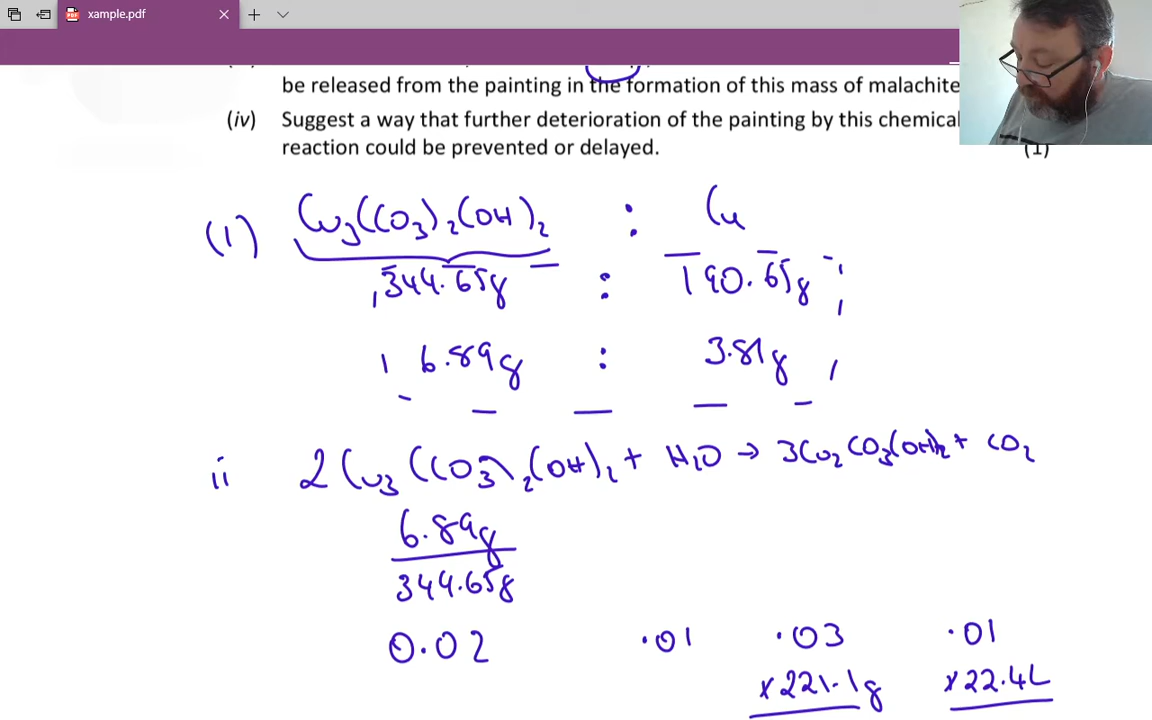 xample.pdf
be released from the painting in the formation of this mass of malachite
(iv) Suggest a way that further deterioration of the painting by this chemical
reaction could be prevented or delayed.
(1)
(1) Cu3(CO3)2(OH)2 : Cu
344.65g : 190.65g
6.89g : 3.81g
ii 2Cu3(CO3)2(OH)2 + H2O → 3Cu2CO3(OH)2 + CO2
6.89g
344.65g
0.02 .01 .03 .01
x221.1g x22.4L